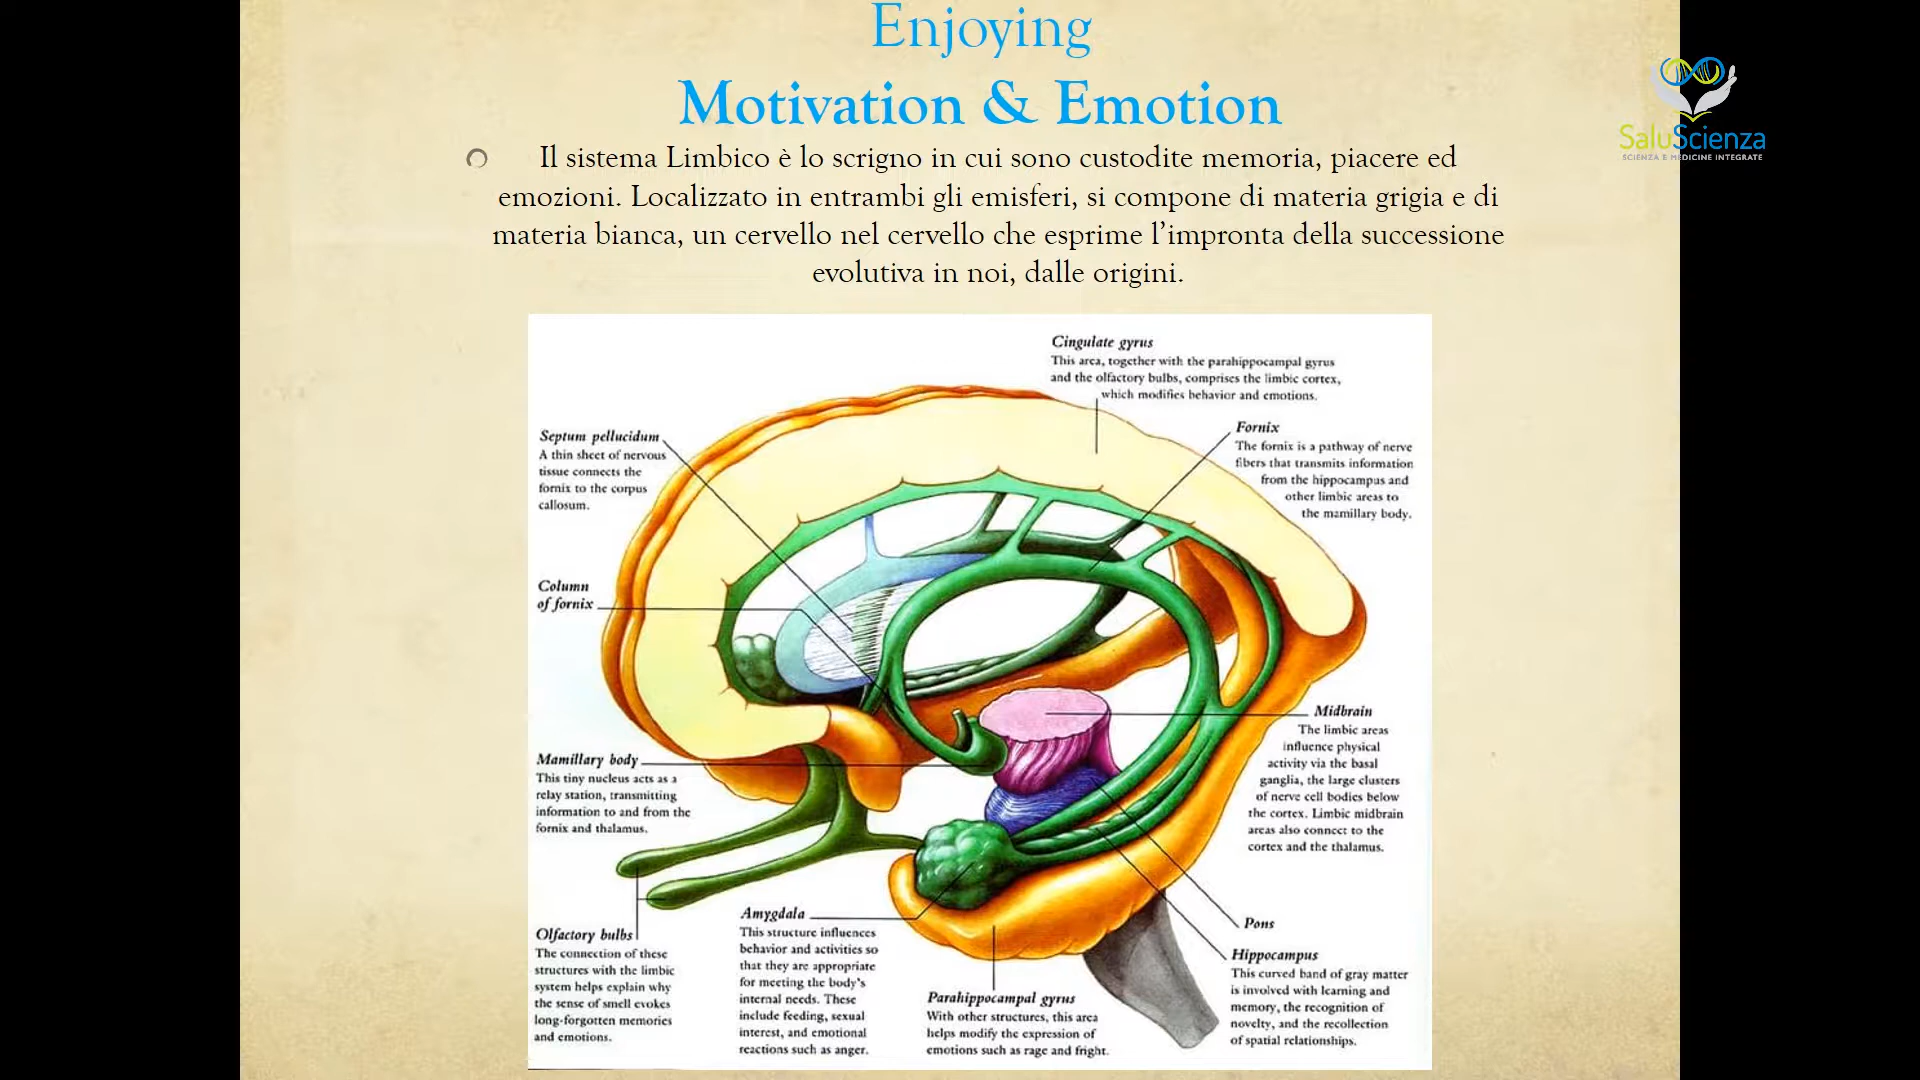 Enjoying
Motivation & Emotion
Il sistema Limbico è lo scrigno in cui sono custodite memoria, piacere ed
emozioni. Localizzato in entrambi gli emisferi, si compone di materia grigia e di
materia bianca, un cervello nel cervello che esprime l’impronta della successione
evolutiva in noi, dalle origini.
SaluScienza
SCIENZA E MEDICINE INTEGRATE
Cingulate gyrus
This area, together with the parahippocampal gyrus
and the olfactory bulbs, comprises the limbic cortex,
which modifies behavior and emotions.
Septum pellucidum
A thin sheet of nervous
tissue connects the
fornix to the corpus
callosum.
Fornix
The fornix is a pathway of nerve
fibers that transmits information
from the hippocampus and
other limbic areas to
the mamillary body.
Column
of fornix
Midbrain
The limbic areas
influence physical
activity via the basal
ganglia, the large clusters
of nerve cell bodies below
the cortex. Limbic midbrain
areas also connect to the
cortex and the thalamus.
Mamillary body
This tiny nucleus acts as a
relay station, transmitting
information to and from the
fornix and thalamus.
Olfactory bulbs
The connection of these
structures with the limbic
system helps explain why
the sense of smell evokes
long-forgotten memories
and emotions.
Amygdala
This structure influences
behavior and activities so
that they are appropriate
for meeting the body's
internal needs. These
include feeding, sexual
interest, and emotional
reactions such as anger.
Parahippocampal gyrus
With other structures, this area
helps modify the expression of
emotions such as rage and fright.
Pons
Hippocampus
This curved band of gray matter
is involved with learning and
memory, the recognition of
novelty, and the recollection
of spatial relationships.